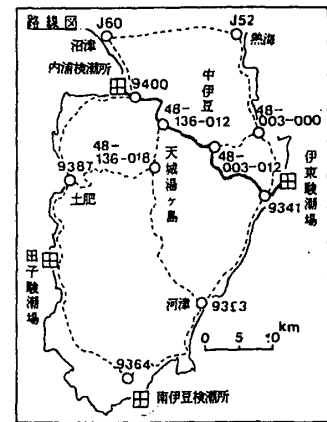 路線図
J60
J52
沼津
熱海
内浦検潮所
中伊豆
9400
48-
136-012
48-
003-000
48-
136-018
48-
003-012
伊東験潮場
天城湯ヶ島
9387
土肥
9341
田子験潮場
河津
9353
0 5 10
km
9364
南伊豆検潮所